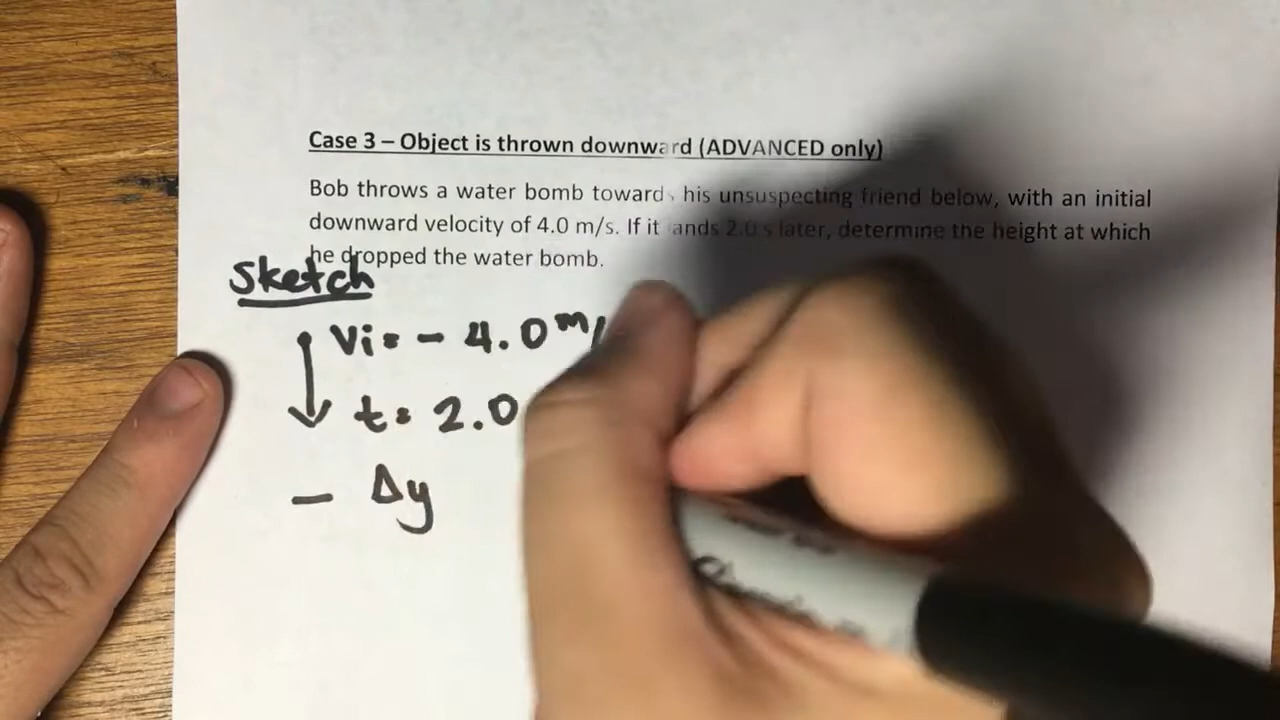 Case 3 – Object is thrown downward (ADVANCED only)
Bob throws a water bomb towards his unsuspecting friend below, with an initial
downward velocity of 4.0 m/s. If it lands 2.0 s later, determine the height at which
he dropped the water bomb.
Sketch
Vi = - 4.0 m/
t = 2.0
- Δy